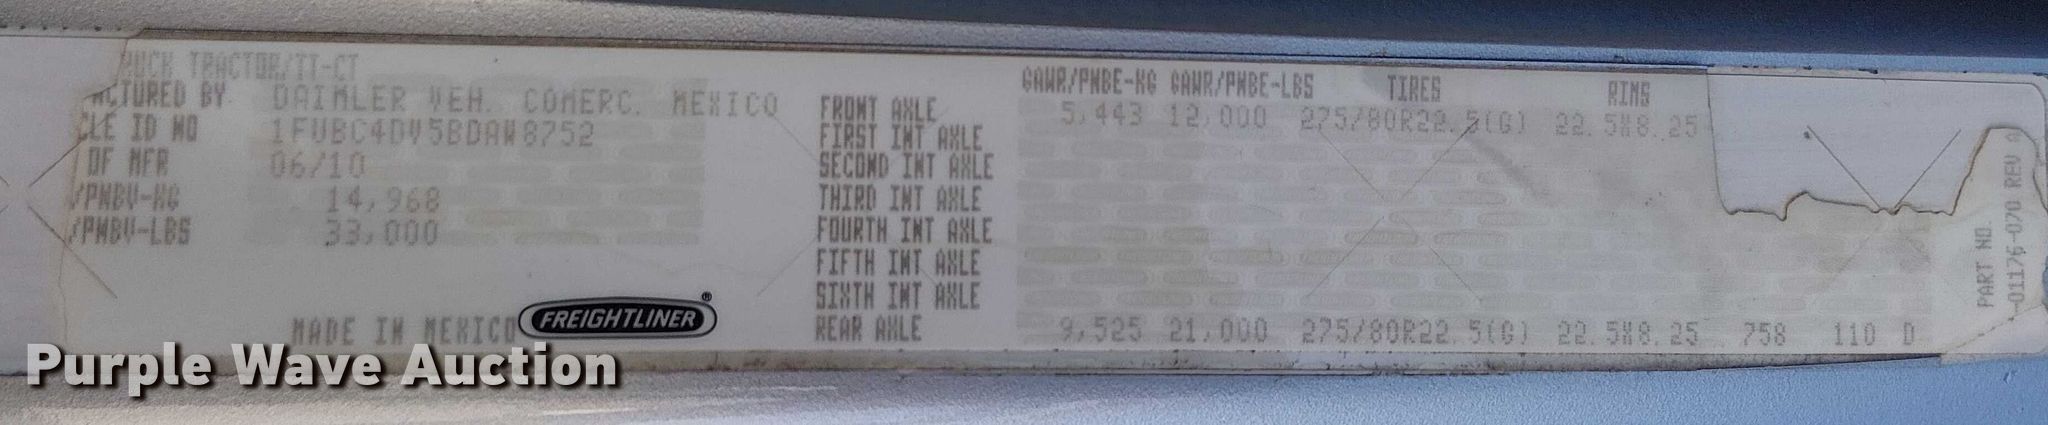 RUCK TRACTOR/TT-CT
ACTURED BY DAIMLER VEH. COMERC. MEXICO
CLE ID NO 1FUBC4DV5BDAW8752
OF MFR 06/10
/PNBV-KG 14,968
/PNBV-LBS 33,000
MADE IN MEXICO
FREIGHTLINER®
GAWR/PNBE-KG GAWR/PNBE-LBS TIRES RIMS
FRONT AXLE 5,443 12,000 275/80R22.5(G) 22.5X8.25
FIRST INT AXLE
SECOND INT AXLE
THIRD INT AXLE
FOURTH INT AXLE
FIFTH INT AXLE
SIXTH INT AXLE
REAR AXLE 9,525 21,000 275/80R22.5(G) 22.5X8.25 758 110 D
PART NO.
-01176-070 REV A
Purple Wave Auction